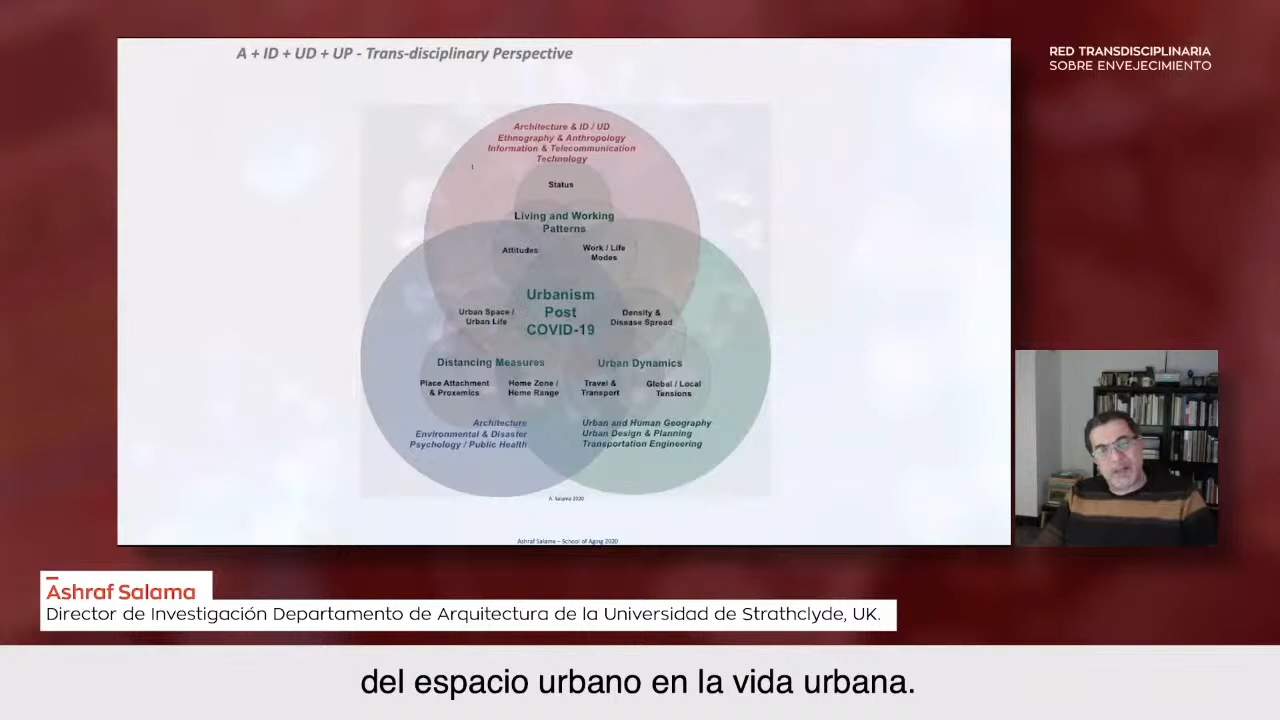 A + ID + UD + UP - Trans-disciplinary Perspective
RED TRANSDISCIPLINARIA
SOBRE ENVEJECIMIENTO
Architecture & ID / UD
Ethnography & Anthropology
Information & Telecommunication
Technology
Status
Living and Working
Patterns
Attitudes
Work / Life
Modes
Urbanism
Post
COVID-19
Urban Space /
Urban Life
Density &
Disease Spread
Distancing Measures
Urban Dynamics
Place Attachment
& Proxemics
Home Zone /
Home Range
Travel &
Transport
Global / Local
Tensions
Architecture
Environmental & Disaster
Psychology / Public Health
Urban and Human Geography
Urban Design & Planning
Transportation Engineering
A. Salama 2020
Ashraf Salama – School of Aging 2020
Ashraf Salama
Director de Investigación Departamento de Arquitectura de la Universidad de Strathclyde, UK.
del espacio urbano en la vida urbana.